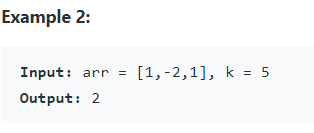 Example 2:
Input: arr = [1,-2,1], k = 5
Output: 2